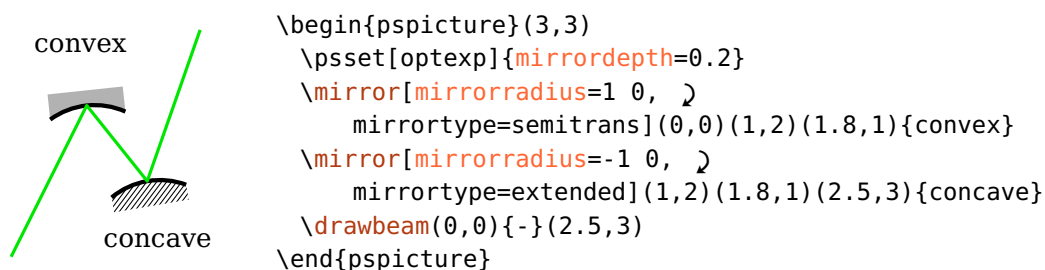 convex
concave
\begin{pspicture}(3,3)
\psset[optexp]{mirrordepth=0.2}
\mirror[mirrorradius=1 0,
mirrortype=semitrans](0,0)(1,2)(1.8,1){convex}
\mirror[mirrorradius=-1 0,
mirrortype=extended](1,2)(1.8,1)(2.5,3){concave}
\drawbeam(0,0){-}(2.5,3)
\end{pspicture}